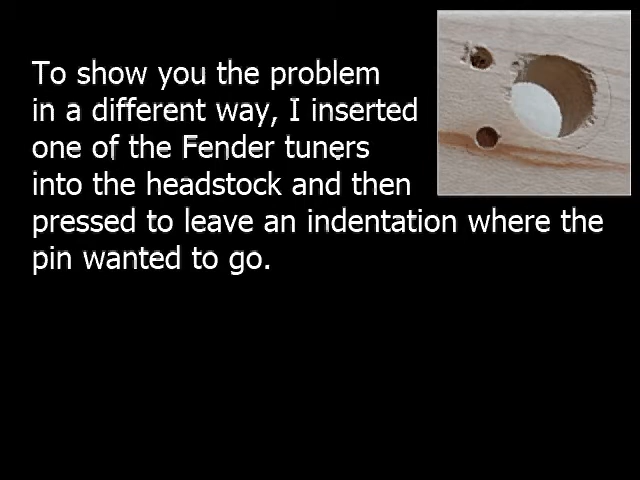 To show you the problem
in a different way, I inserted
one of the Fender tuners
into the headstock and then
pressed to leave an indentation where the
pin wanted to go.